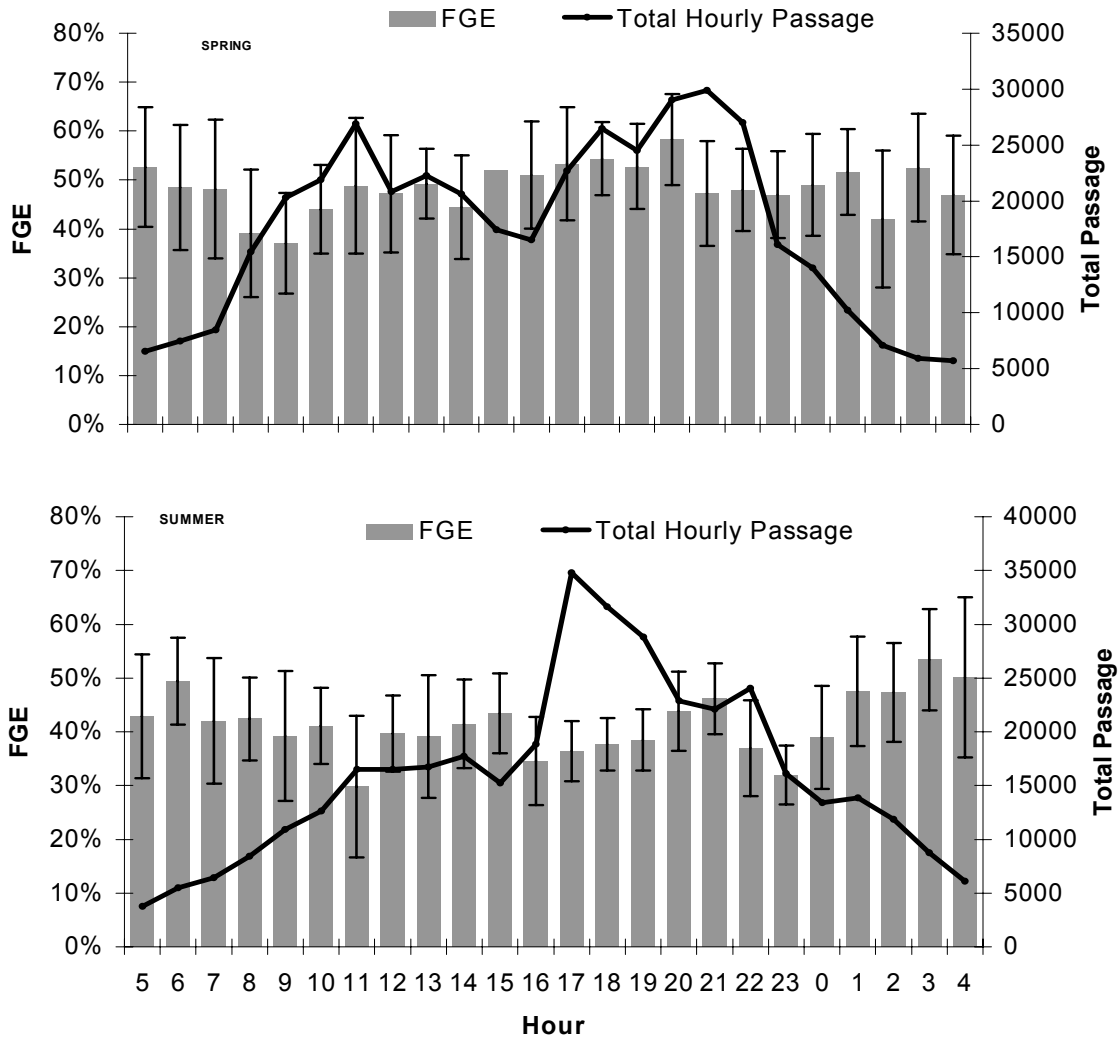 FGE Total Hourly Passage
SPRING
80% 35000
70% 30000
60% 25000
50% 20000
40% 15000
30% 10000
20% 5000
10% 0
0%
FGE
Total Passage
SUMMER
FGE Total Hourly Passage
80% 40000
70% 35000
60% 30000
50% 25000
40% 20000
30% 15000
20% 10000
10% 5000
0% 0
FGE
Total Passage
5 6 7 8 9 10 11 12 13 14 15 16 17 18 19 20 21 22 23 0 1 2 3 4
Hour